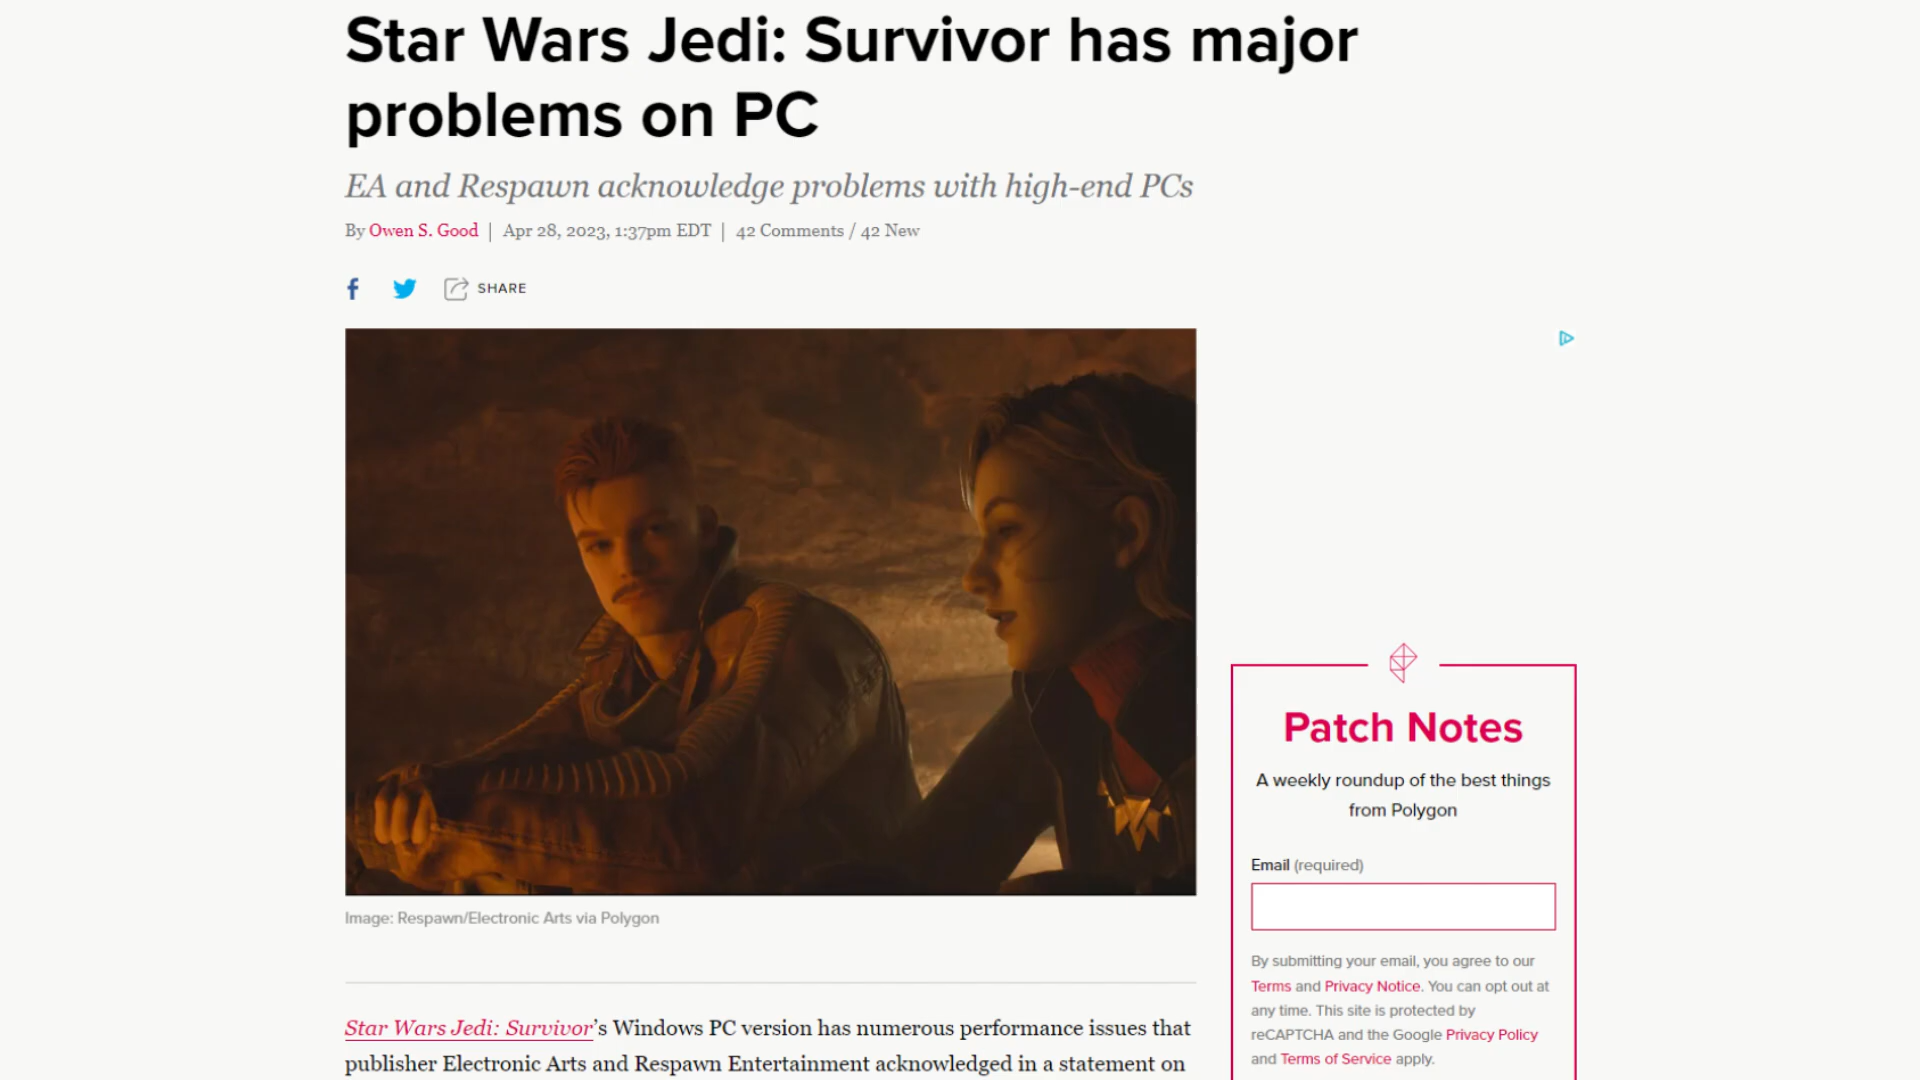 Star Wars Jedi: Survivor has major
problems on PC
EA and Respawn acknowledge problems with high-end PCs
By Owen S. Good | Apr 28, 2023, 1:37pm EDT | 42 Comments / 42 New
SHARE
Image: Respawn/Electronic Arts via Polygon
Star Wars Jedi: Survivor’s Windows PC version has numerous performance issues that
publisher Electronic Arts and Respawn Entertainment acknowledged in a statement on
Patch Notes
A weekly roundup of the best things
from Polygon
Email (required)
By submitting your email, you agree to our
Terms and Privacy Notice. You can opt out at
any time. This site is protected by
reCAPTCHA and the Google Privacy Policy
and Terms of Service apply.